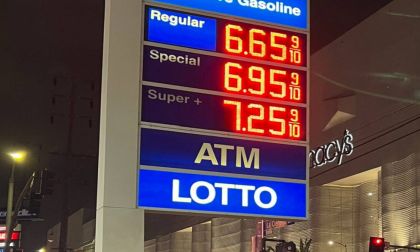 Gasoline
Regular 6.65 9/10
Special 6.95 9/10
Super + 7.25 9/10
ATM
LOTTO
macy's